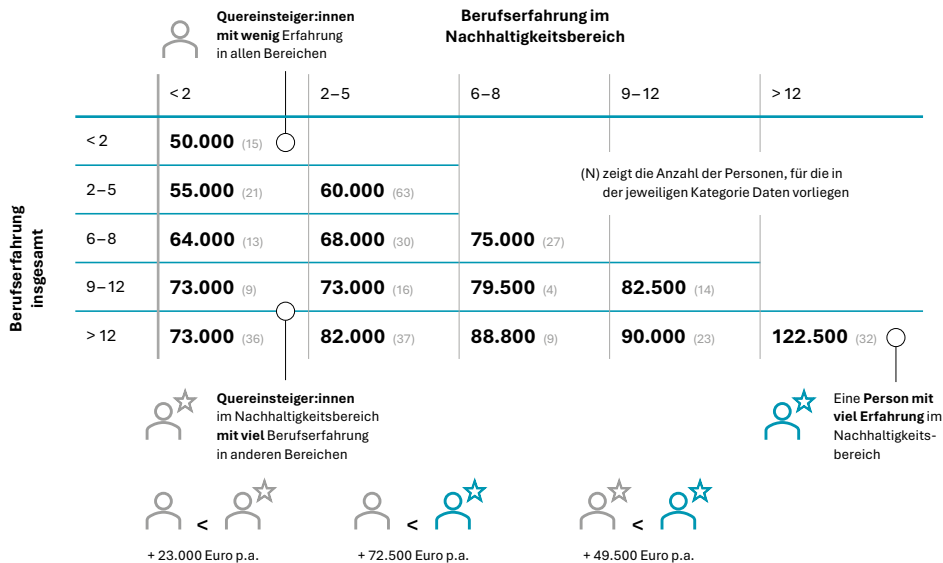 Quereinsteiger:innen
mit wenig Erfahrung
in allen Bereichen
Berufserfahrung im
Nachhaltigkeitsbereich
< 2 2–5 6–8 9–12 > 12
Berufserfahrung
insgesamt
< 2 50.000 (15)
2–5 55.000 (21) 60.000 (63)
(N) zeigt die Anzahl der Personen, für die in
der jeweiligen Kategorie Daten vorliegen
6–8 64.000 (13) 68.000 (30) 75.000 (27)
9–12 73.000 (9) 73.000 (16) 79.500 (4) 82.500 (14)
> 12 73.000 (36) 82.000 (37) 88.800 (9) 90.000 (23) 122.500 (32)
Quereinsteiger:innen
im Nachhaltigkeitsbereich
mit viel Berufserfahrung
in anderen Bereichen
Eine Person mit
viel Erfahrung im
Nachhaltigkeits-
bereich
< < <
+ 23.000 Euro p.a. + 72.500 Euro p.a. + 49.500 Euro p.a.